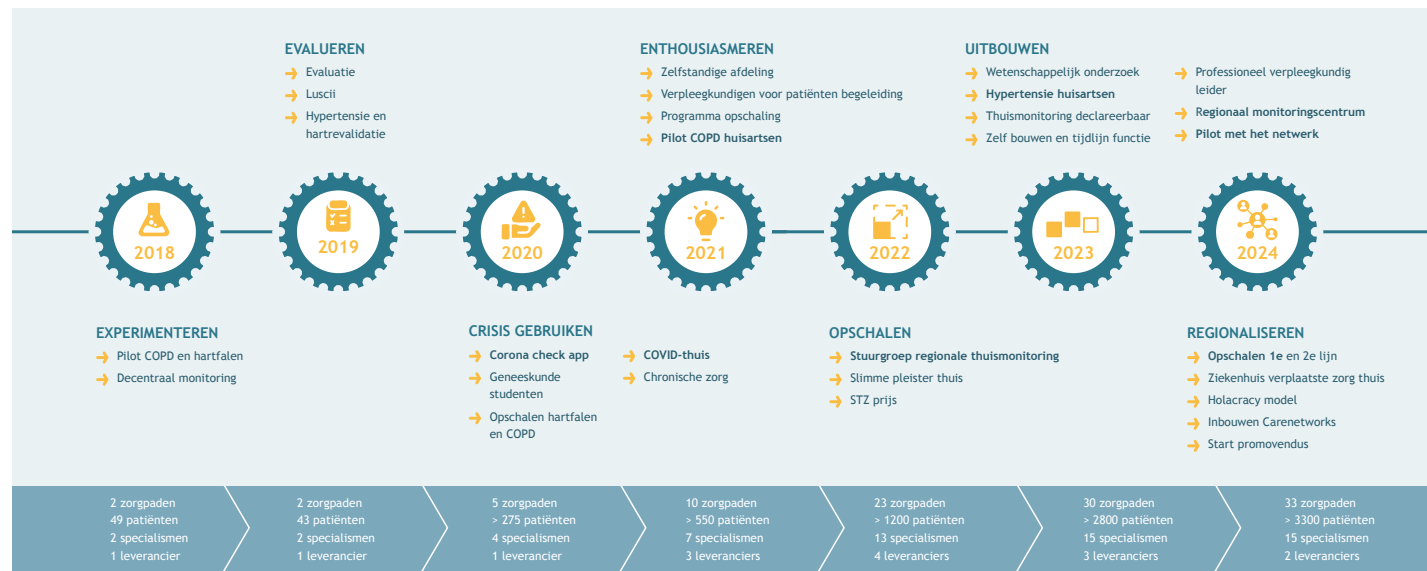 EVALUEREN
Evaluatie
Luscii
Hypertensie en
hartrevalidatie
ENTHOUSIASMEREN
Zelfstandige afdeling
Verpleegkundigen voor patiënten begeleiding
Programma opschaling
Pilot COPD huisartsen
UITBOUWEN
Wetenschappelijk onderzoek
Hypertensie huisartsen
Thuismonitoring declareerbaar
Zelf bouwen en tijdlijn functie
Professioneel verpleegkundig
leider
Regionaal monitoringscentrum
Pilot met het netwerk
2018
2019
2020
2021
2022
2023
2024
EXPERIMENTEREN
Pilot COPD en hartfalen
Decentraal monitoring
CRISIS GEBRUIKEN
Corona check app
Geneeskunde
studenten
Opschalen hartfalen
en COPD
COVID-thuis
Chronische zorg
OPSCHALEN
Stuurgroep regionale thuismonitoring
Slimme pleister thuis
STZ prijs
REGIONALISEREN
Opschalen 1e en 2e lijn
Ziekenhuis verplaatste zorg thuis
Holacracy model
Inbouwen Carenetworks
Start promovendus
2 zorgpaden
49 patiënten
2 specialismen
1 leverancier
2 zorgpaden
43 patiënten
2 specialismen
1 leverancier
5 zorgpaden
> 275 patiënten
4 specialismen
1 leverancier
10 zorgpaden
> 550 patiënten
7 specialismen
3 leveranciers
23 zorgpaden
> 1200 patiënten
13 specialismen
4 leveranciers
30 zorgpaden
> 2800 patiënten
15 specialismen
3 leveranciers
33 zorgpaden
> 3300 patiënten
15 specialismen
2 leveranciers